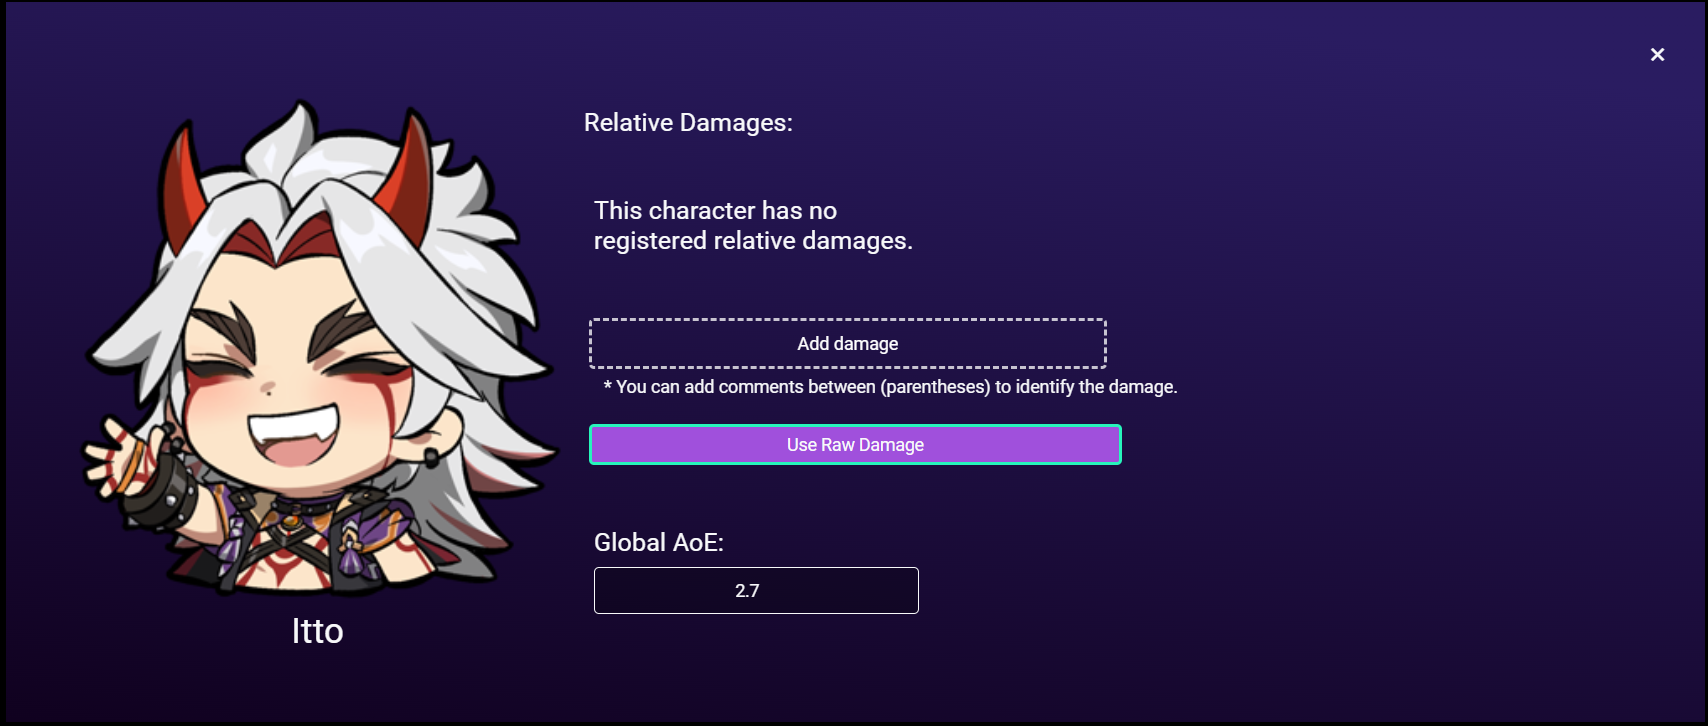 ×
Relative Damages:
This character has no
registered relative damages.
Add damage
* You can add comments between (parentheses) to identify the damage.
Use Raw Damage
Global AoE:
2.7
Itto